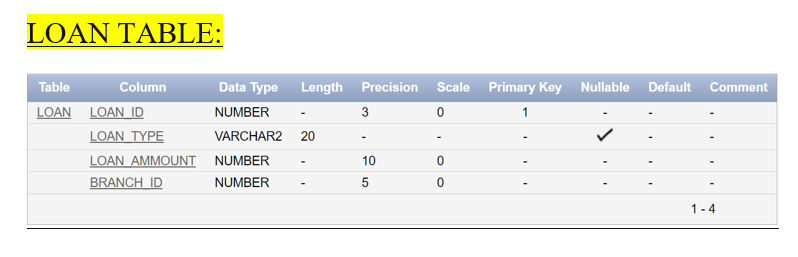 LOAN TABLE:
Table Column Data Type Length Precision Scale Primary Key Nullable Default Comment
LOAN LOAN_ID NUMBER - 3 0 1 - - -
LOAN_TYPE VARCHAR2 20 - - - ✓ - -
LOAN_AMMOUNT NUMBER - 10 0 - - - -
BRANCH_ID NUMBER - 5 0 - - - -
1 - 4